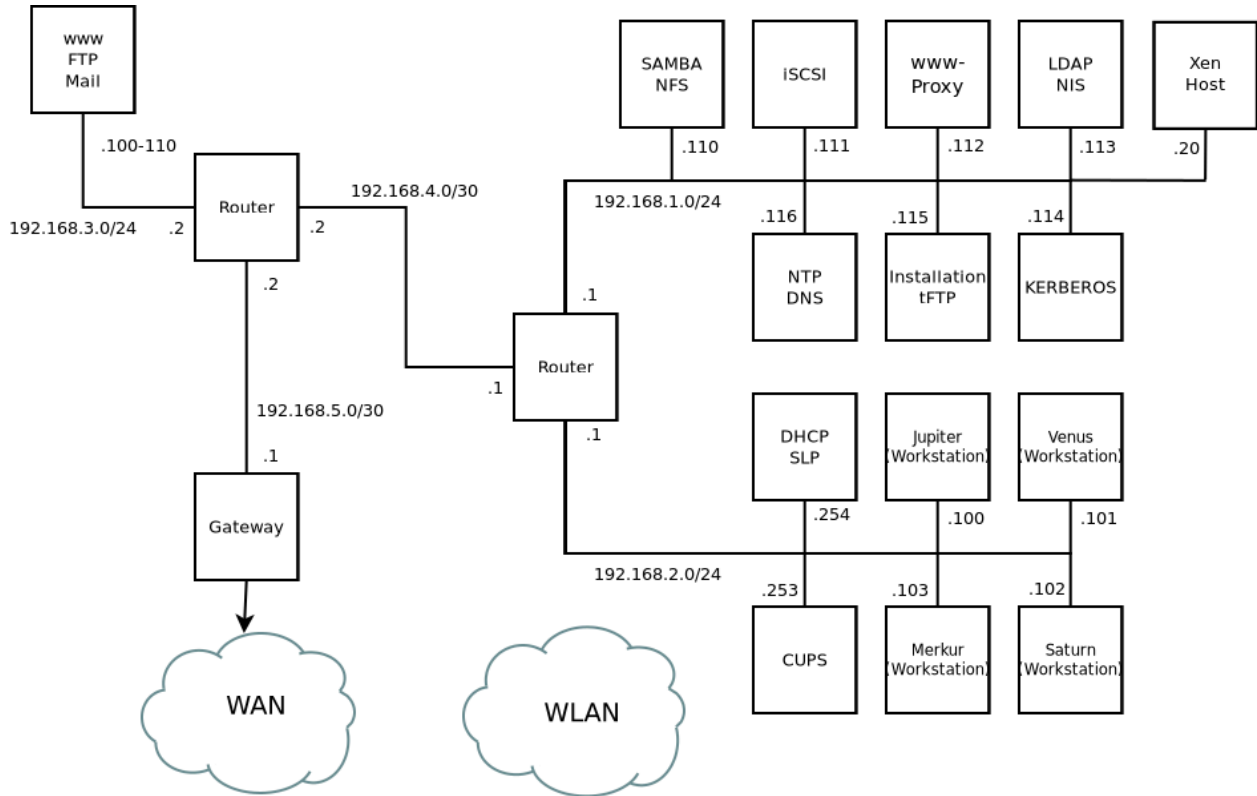 www
FTP
Mail
.100-110
192.168.3.0/24
.2
Router
.2
192.168.4.0/30
.2
192.168.5.0/30
.1
Gateway
WAN
WLAN
.1
Router
.1
.1
SAMBA
NFS
.110
iSCSI
.111
www-
Proxy
.112
LDAP
NIS
.113
Xen
Host
.20
192.168.1.0/24
.116
NTP
DNS
.115
Installation
tFTP
.114
KERBEROS
DHCP
SLP
.254
Jupiter
(Workstation)
.100
Venus
(Workstation)
.101
192.168.2.0/24
.253
CUPS
.103
Merkur
(Workstation)
.102
Saturn
(Workstation)